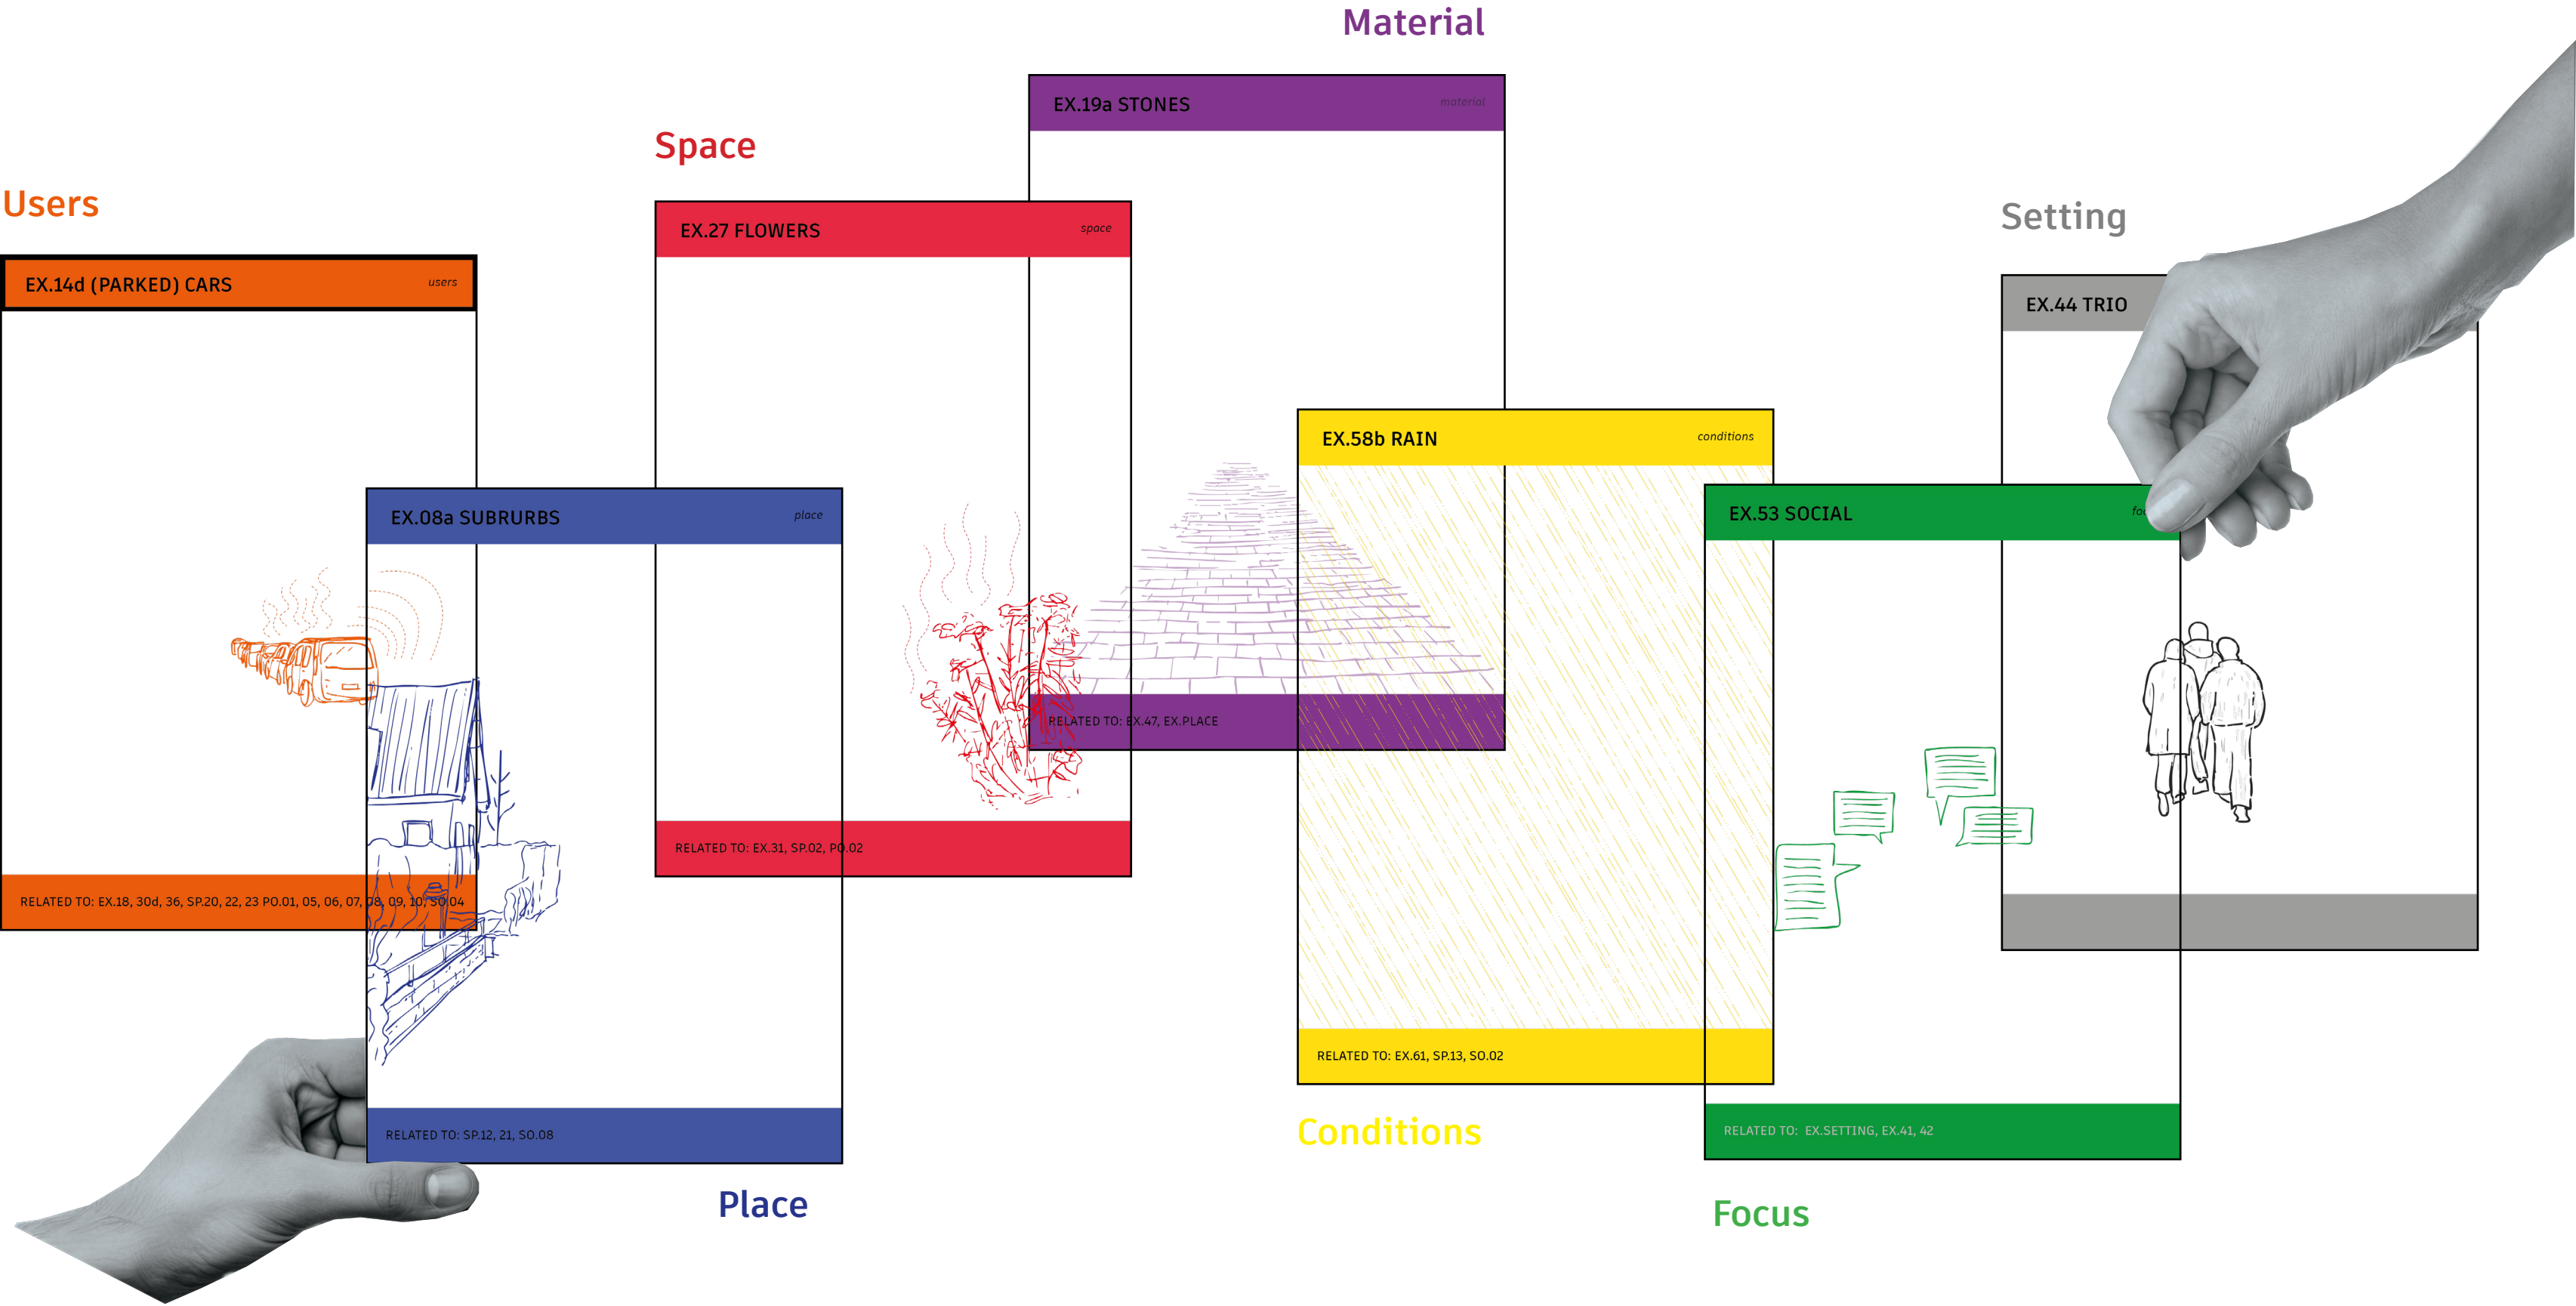 Material
EX.19a STONES
material
Space
EX.27 FLOWERS
space
Users
EX.14d (PARKED) CARS
users
Setting
EX.44 TRIO
EX.58b RAIN
conditions
EX.08a SUBRURBS
place
EX.53 SOCIAL
RELATED TO: EX.47, EX.PLACE
RELATED TO: EX.31, SP.02, PO.02
RELATED TO: EX.18, 30d, 36, SP.20, 22, 23 PO.01, 05, 06, 07, 08, 09, 10, SO.04
RELATED TO: EX.61, SP.13, SO.02
RELATED TO: SP.12, 21, SO.08
RELATED TO: EX.SETTING, EX.41, 42
Conditions
Place
Focus